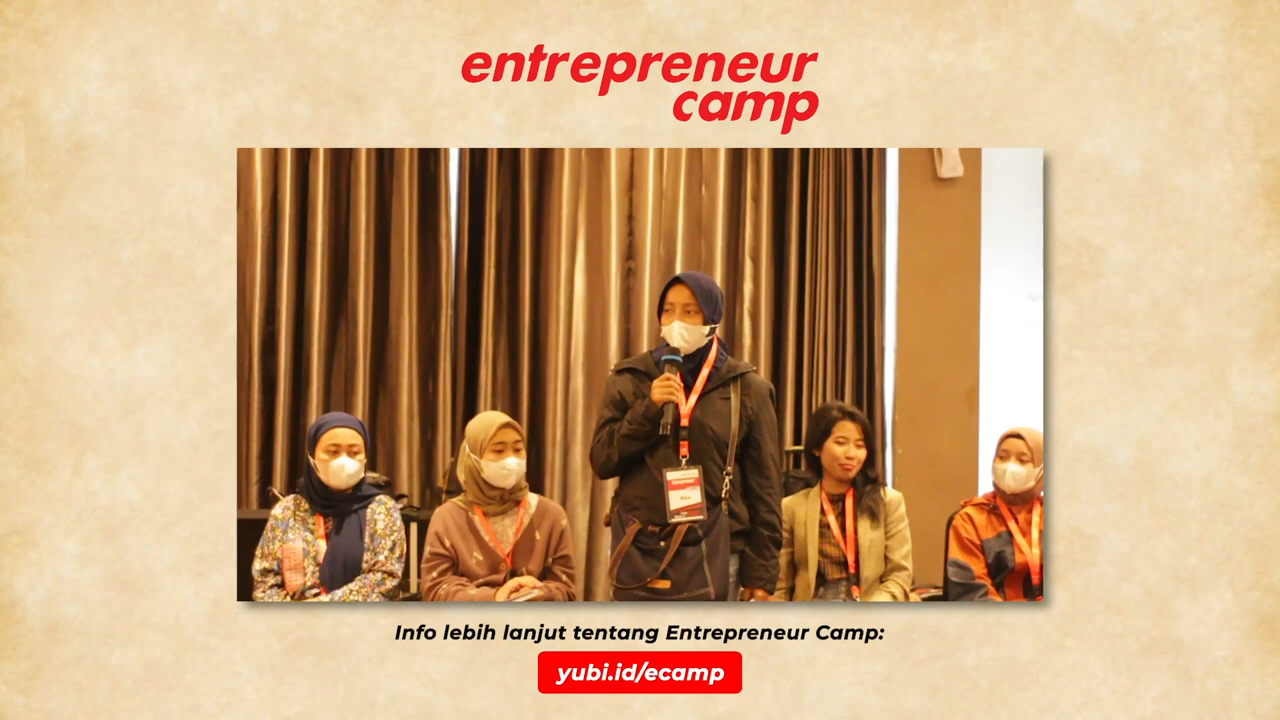 entrepreneur
camp
Info lebih lanjut tentang Entrepreneur Camp:
yubi.id/ecamp